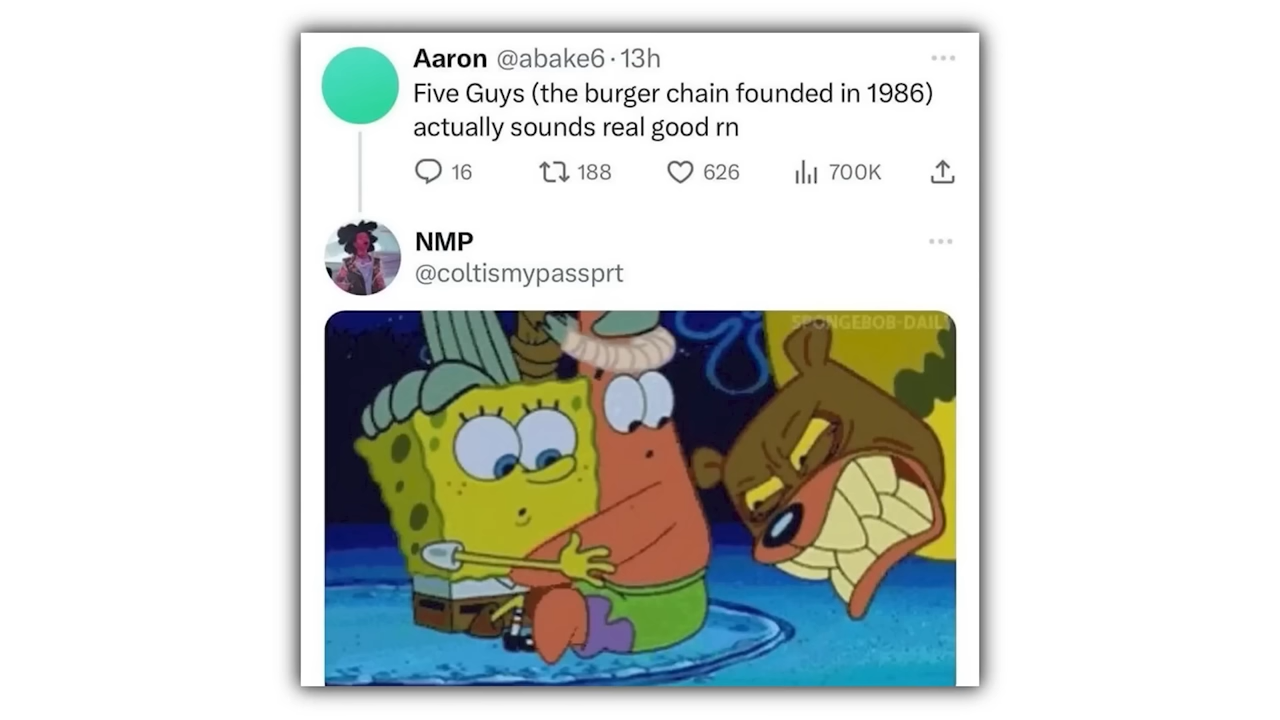 Aaron @abake6 · 13h
Five Guys (the burger chain founded in 1986)
actually sounds real good rn
16 188 626 700K
NMP
@coltismypassprt
SPONGEBOB-DAILY